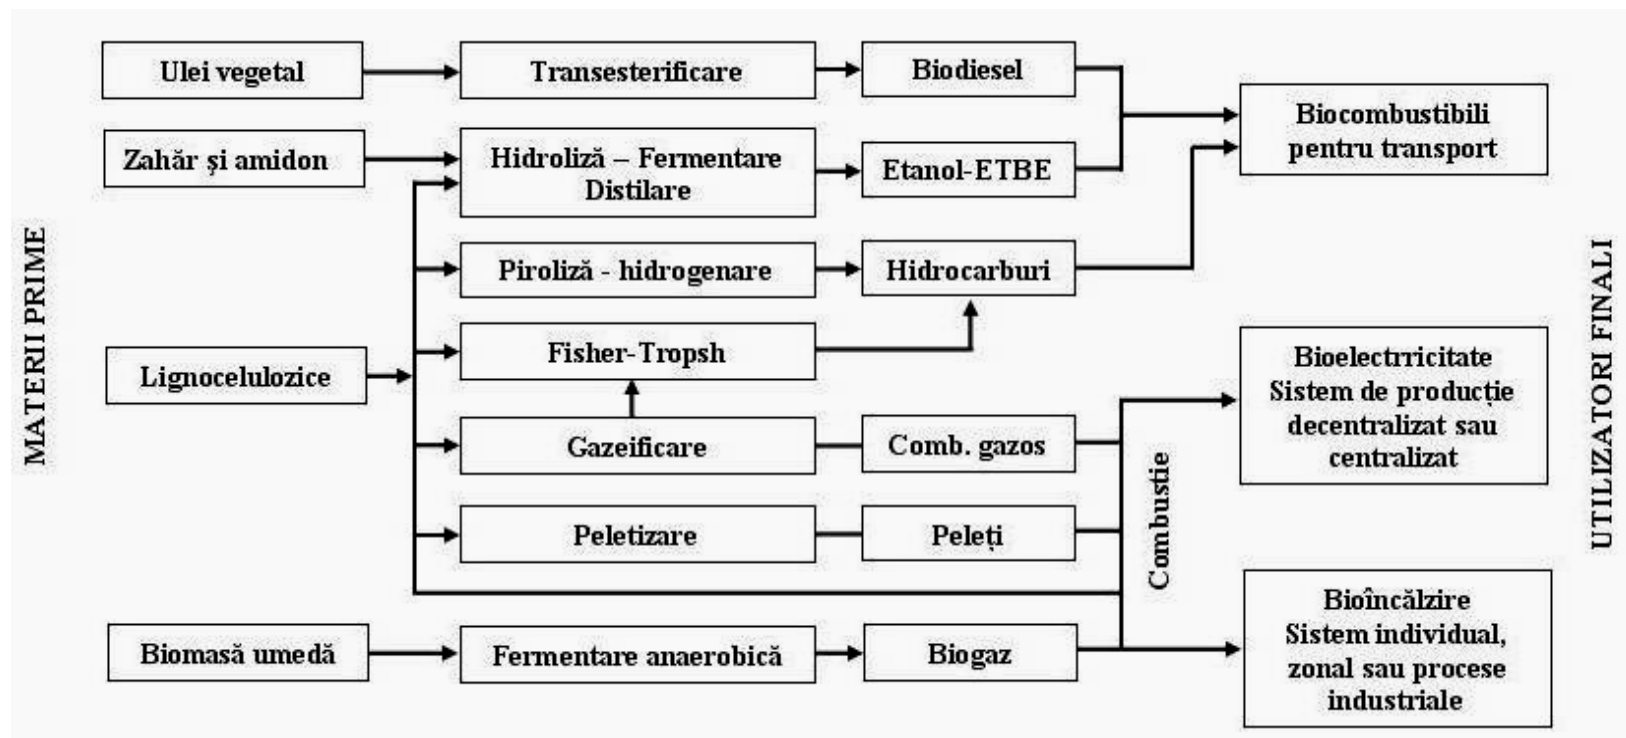 MATERII PRIME
Ulei vegetal
Transesterificare
Biodiesel
Zahăr și amidon
Hidroliză – Fermentare
Distilare
Etanol-ETBE
Biocombustibili
pentru transport
Piroliză - hidrogenare
Hidrocarburi
Lignocelulozice
Fisher-Tropsh
Gazeificare
Comb. gazos
Peletizare
Peleți
Combustie
Bioelectrricitate
Sistem de producție
decentralizat sau
centralizat
Biomasă umedă
Fermentare anaerobică
Biogaz
Bioîncălzire
Sistem individual,
zonal sau procese
industriale
UTILIZATORI FINALI